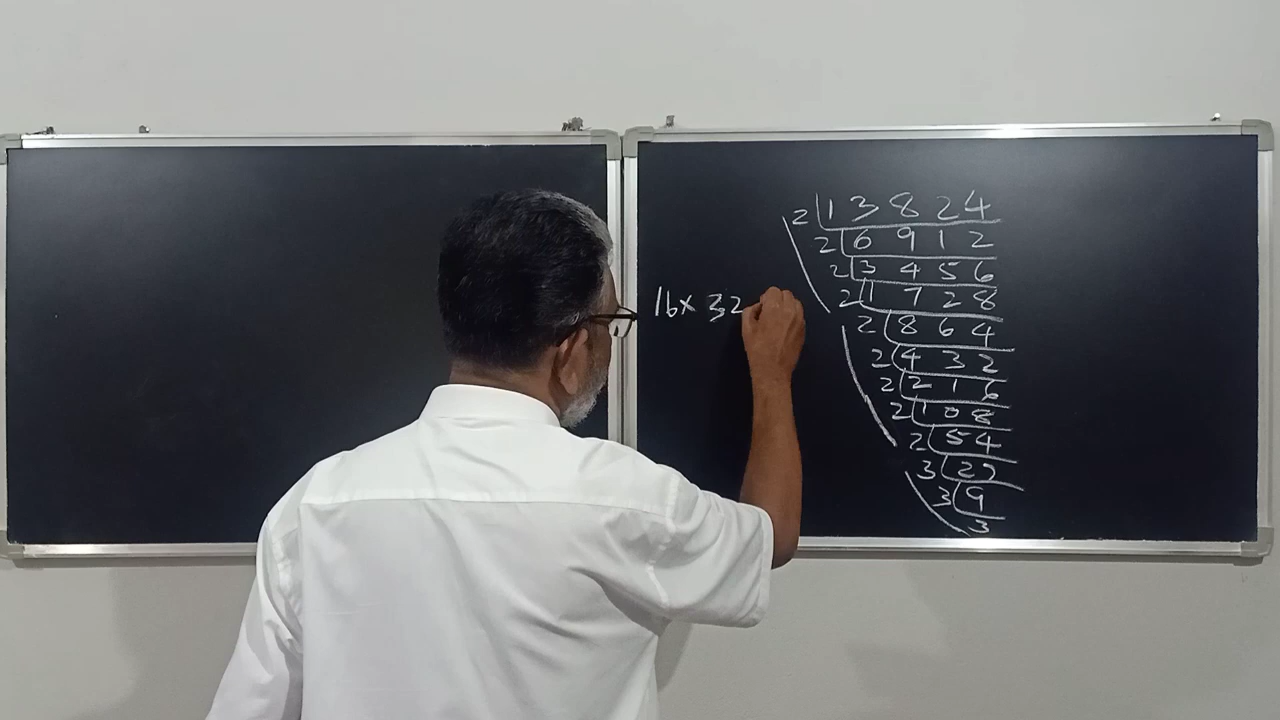 2 1 3 8 2 4
2 6 9 1 2
2 3 4 5 6
2 1 7 2 8
16 x 32
2 8 6 4
2 4 3 2
2 2 1 6
2 1 0 8
2 5 4
3 27
3 9
3